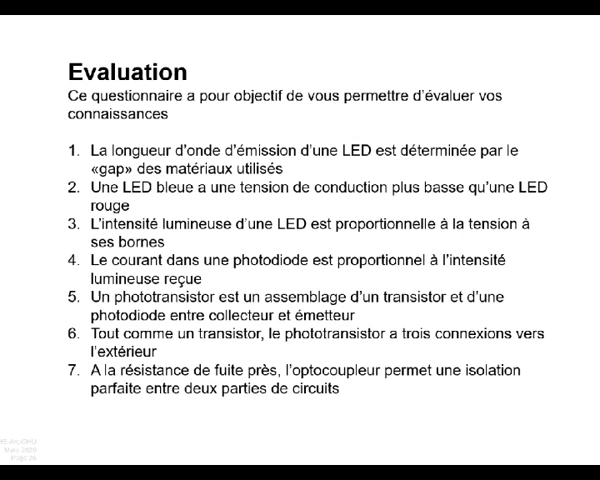 Evaluation
Ce questionnaire a pour objectif de vous permettre d'évaluer vos
connaissances
1. La longueur d'onde d'émission d'une LED est déterminée par le
«gap» des matériaux utilisés
2. Une LED bleue a une tension de conduction plus basse qu'une LED
rouge
3. L'intensité lumineuse d'une LED est proportionnelle à la tension à
ses bornes
4. Le courant dans une photodiode est proportionnel à l'intensité
lumineuse reçue
5. Un phototransistor est un assemblage d'un transistor et d'une
photodiode entre collecteur et émetteur
6. Tout comme un transistor, le phototransistor a trois connexions vers
l'extérieur
7. A la résistance de fuite près, l'optocoupleur permet une isolation
parfaite entre deux parties de circuits
Mars 2020
Page 26